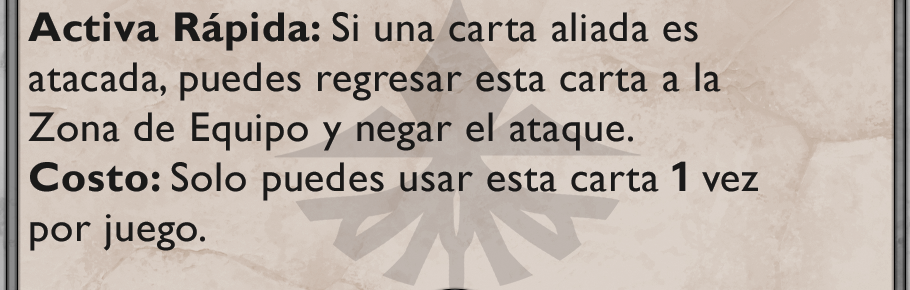 Activa Rápida: Si una carta aliada es
atacada, puedes regresar esta carta a la
Zona de Equipo y negar el ataque.
Costo: Solo puedes usar esta carta 1 vez
por juego.